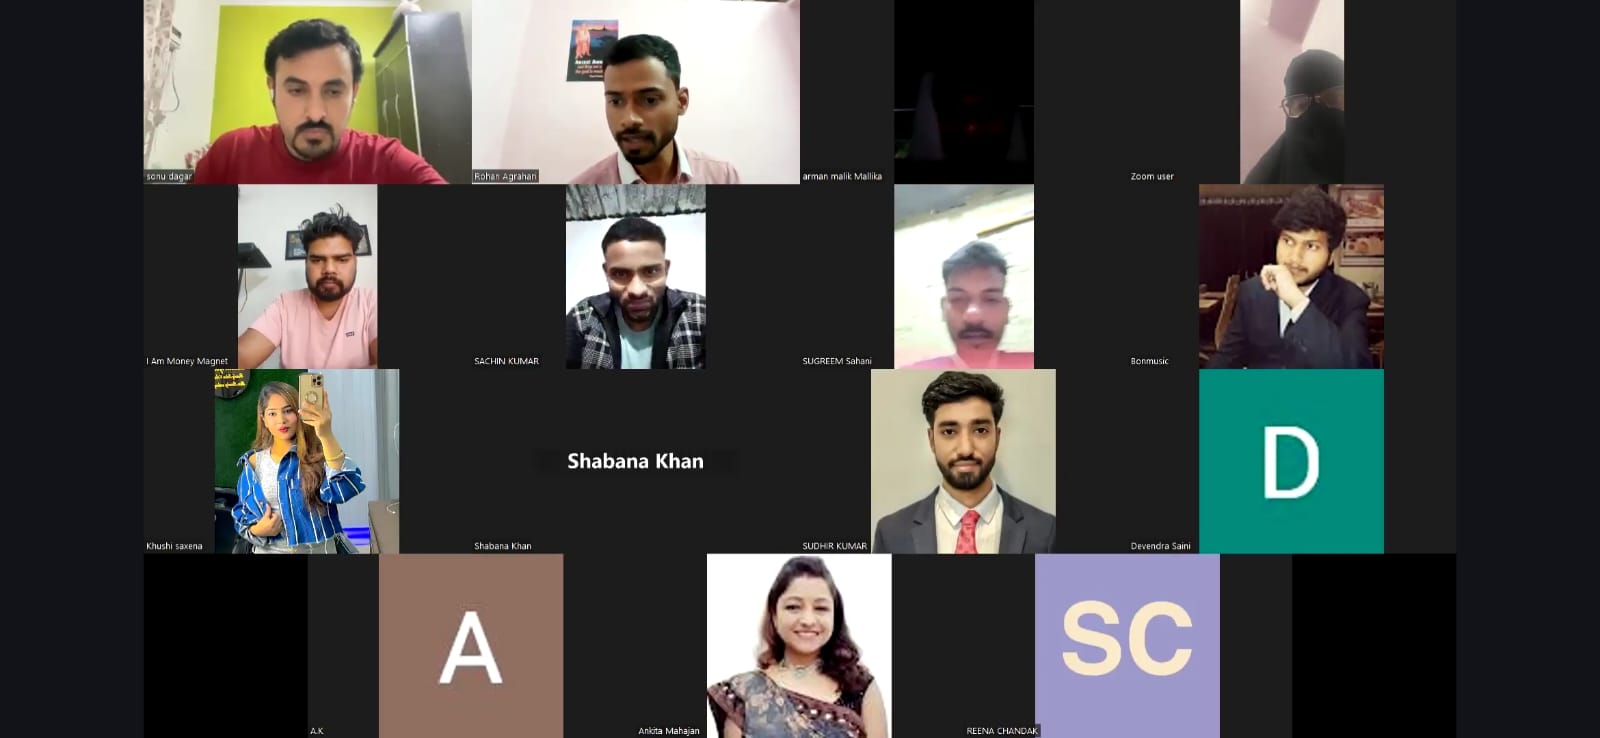 sonu dagar
Rohan Agrahari
arman malik Mallika
Zoom user
I Am Money Magnet
SACHIN KUMAR
SUGREEM Sahani
Bonmusic
Khushi saxena
Shabana Khan
Shabana Khan
SUDHIR KUMAR
D
Devendra Saini
A
A.K
Ankita Mahajan
SC
REENA CHANDAK